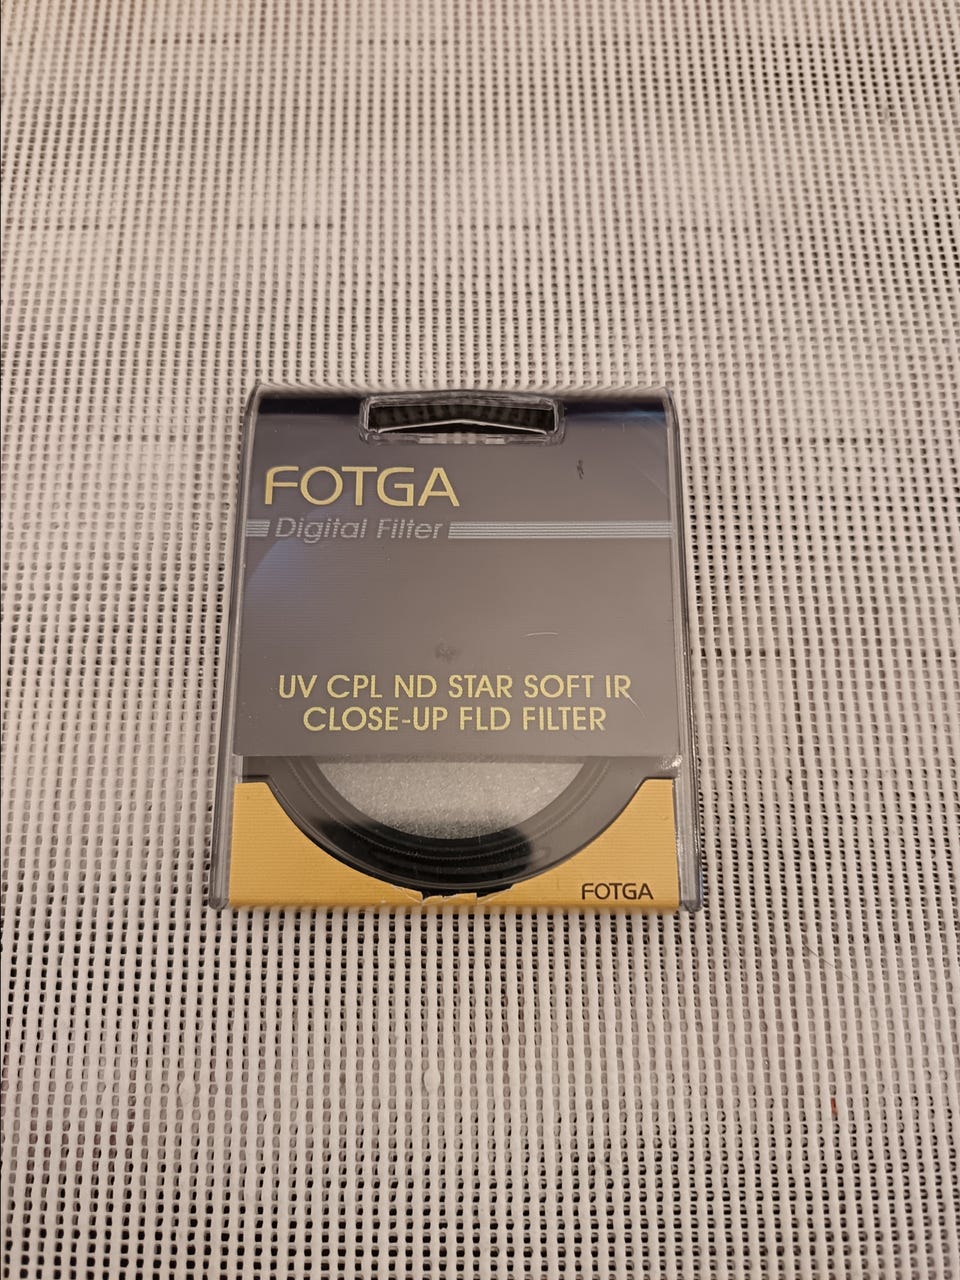 FOTGA
Digital Filter
UV CPL ND STAR SOFT IR
CLOSE-UP FLD FILTER
FOTGA